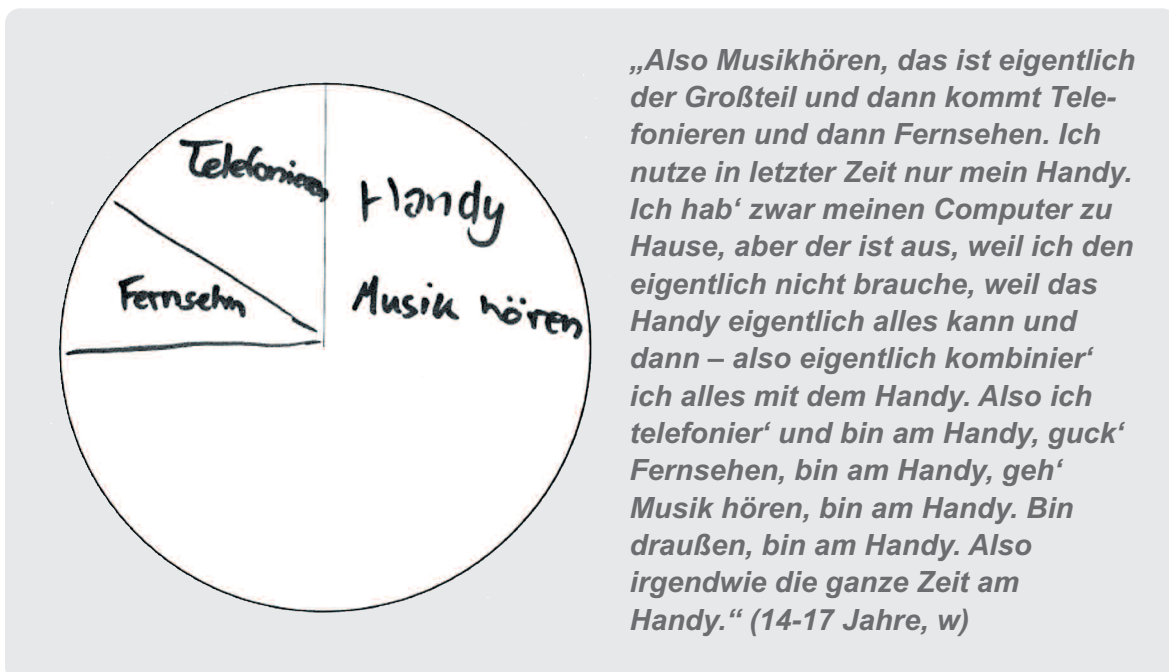 Telefonieren
Handy
Fernsehn
Musik hören
„Also Musikhören, das ist eigentlich
der Großteil und dann kommt Tele-
fonieren und dann Fernsehen. Ich
nutze in letzter Zeit nur mein Handy.
Ich hab‘ zwar meinen Computer zu
Hause, aber der ist aus, weil ich den
eigentlich nicht brauche, weil das
Handy eigentlich alles kann und
dann – also eigentlich kombinier‘
ich alles mit dem Handy. Also ich
telefonier‘ und bin am Handy, guck‘
Fernsehen, bin am Handy, geh‘
Musik hören, bin am Handy. Bin
draußen, bin am Handy. Also
irgendwie die ganze Zeit am
Handy.“ (14-17 Jahre, w)